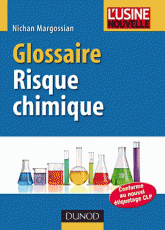 L'USINE
NOUVELLE
Nichan Margossian
Glossaire
Risque
chimique
Conforme
au nouvel
étiquetage CLP
DUNOD